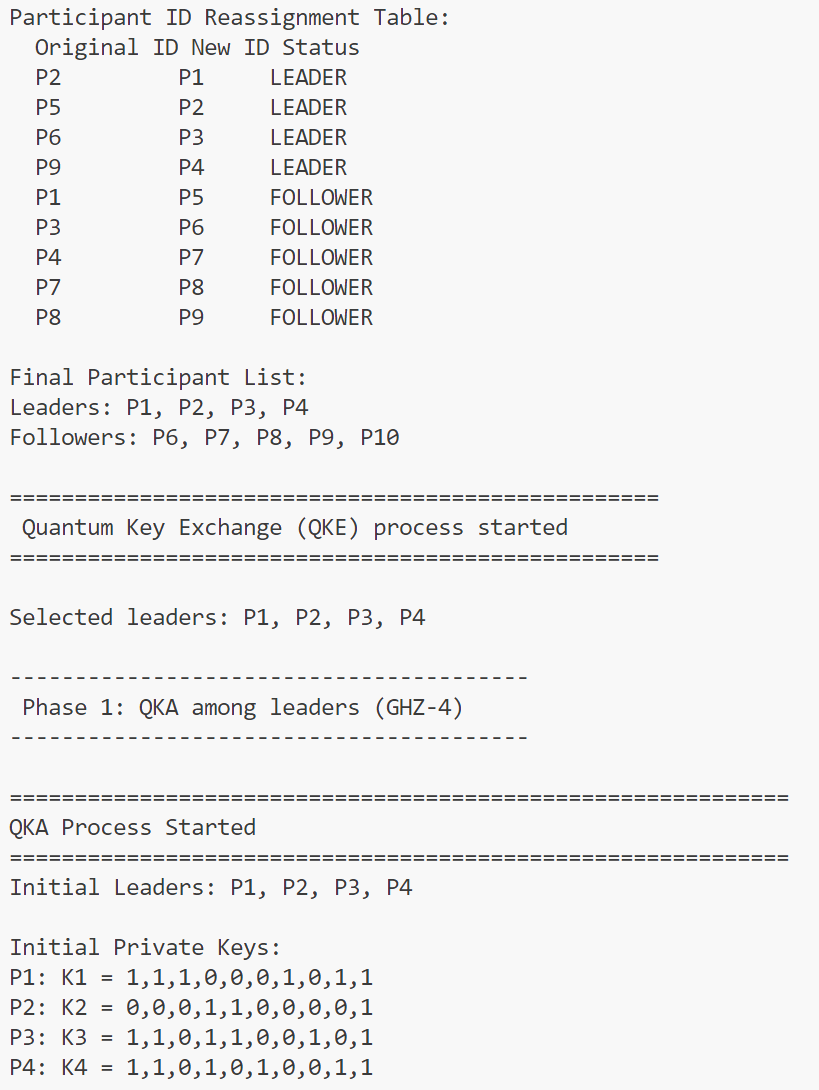 Participant ID Reassignment Table:
Original ID New ID Status
P2 P1 LEADER
P5 P2 LEADER
P6 P3 LEADER
P9 P4 LEADER
P1 P5 FOLLOWER
P3 P6 FOLLOWER
P4 P7 FOLLOWER
P7 P8 FOLLOWER
P8 P9 FOLLOWER
Final Participant List:
Leaders: P1, P2, P3, P4
Followers: P6, P7, P8, P9, P10
==================================================
Quantum Key Exchange (QKE) process started
==================================================
Selected leaders: P1, P2, P3, P4
----------------------------------------
Phase 1: QKA among leaders (GHZ-4)
----------------------------------------
============================================================
QKA Process Started
============================================================
Initial Leaders: P1, P2, P3, P4
Initial Private Keys:
P1: K1 = 1,1,1,0,0,0,1,0,1,1
P2: K2 = 0,0,0,1,1,0,0,0,0,1
P3: K3 = 1,1,0,1,1,0,0,1,0,1
P4: K4 = 1,1,0,1,0,1,0,0,1,1